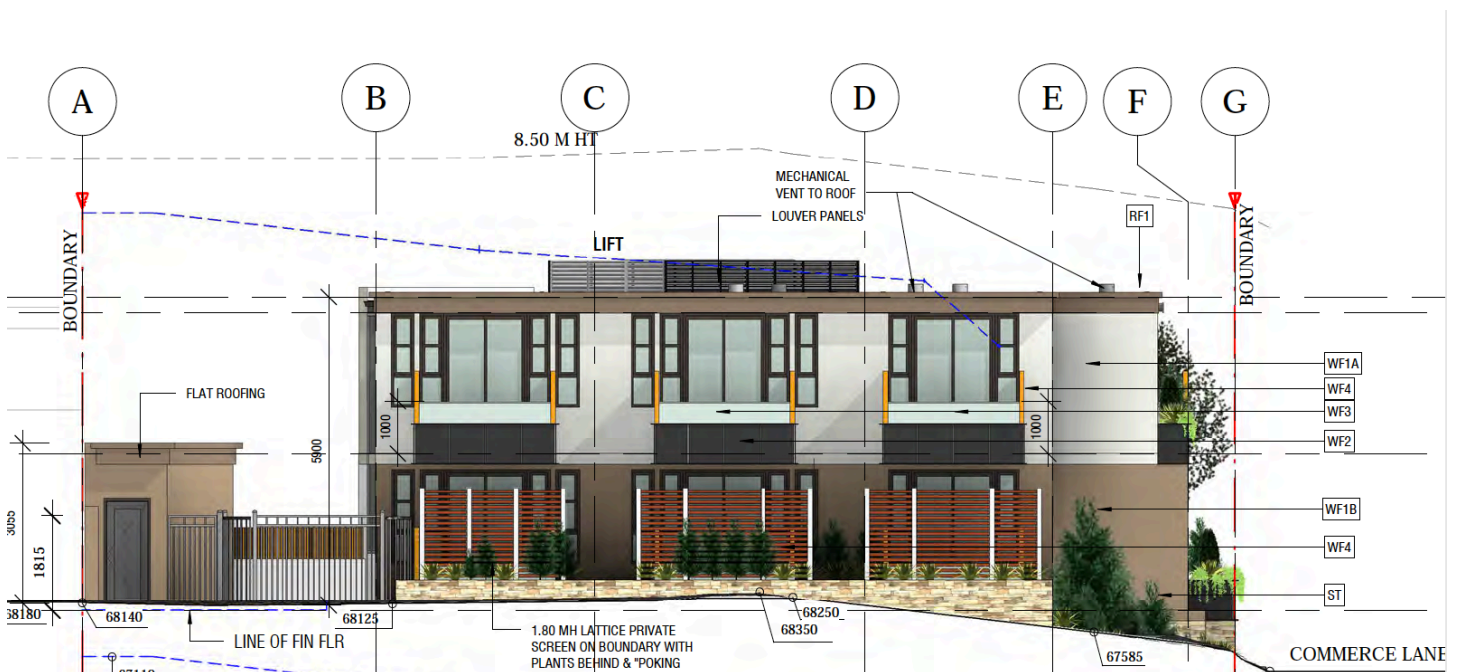 A B C D E F G
8.50 M HT
MECHANICAL
VENT TO ROOF
LOUVER PANELS
LIFT
RF1
BOUNDARY
BOUNDARY
WF1A
WF4
WF3
WF2
WF1B
WF4
ST
FLAT ROOFING
1000
5900
1000
1815
68180
68140
LINE OF FIN FLR
68125
1.80 MH LATTICE PRIVATE
SCREEN ON BOUNDARY WITH
PLANTS BEHIND & "POKING
68250
68350
67585
COMMERCE LANE